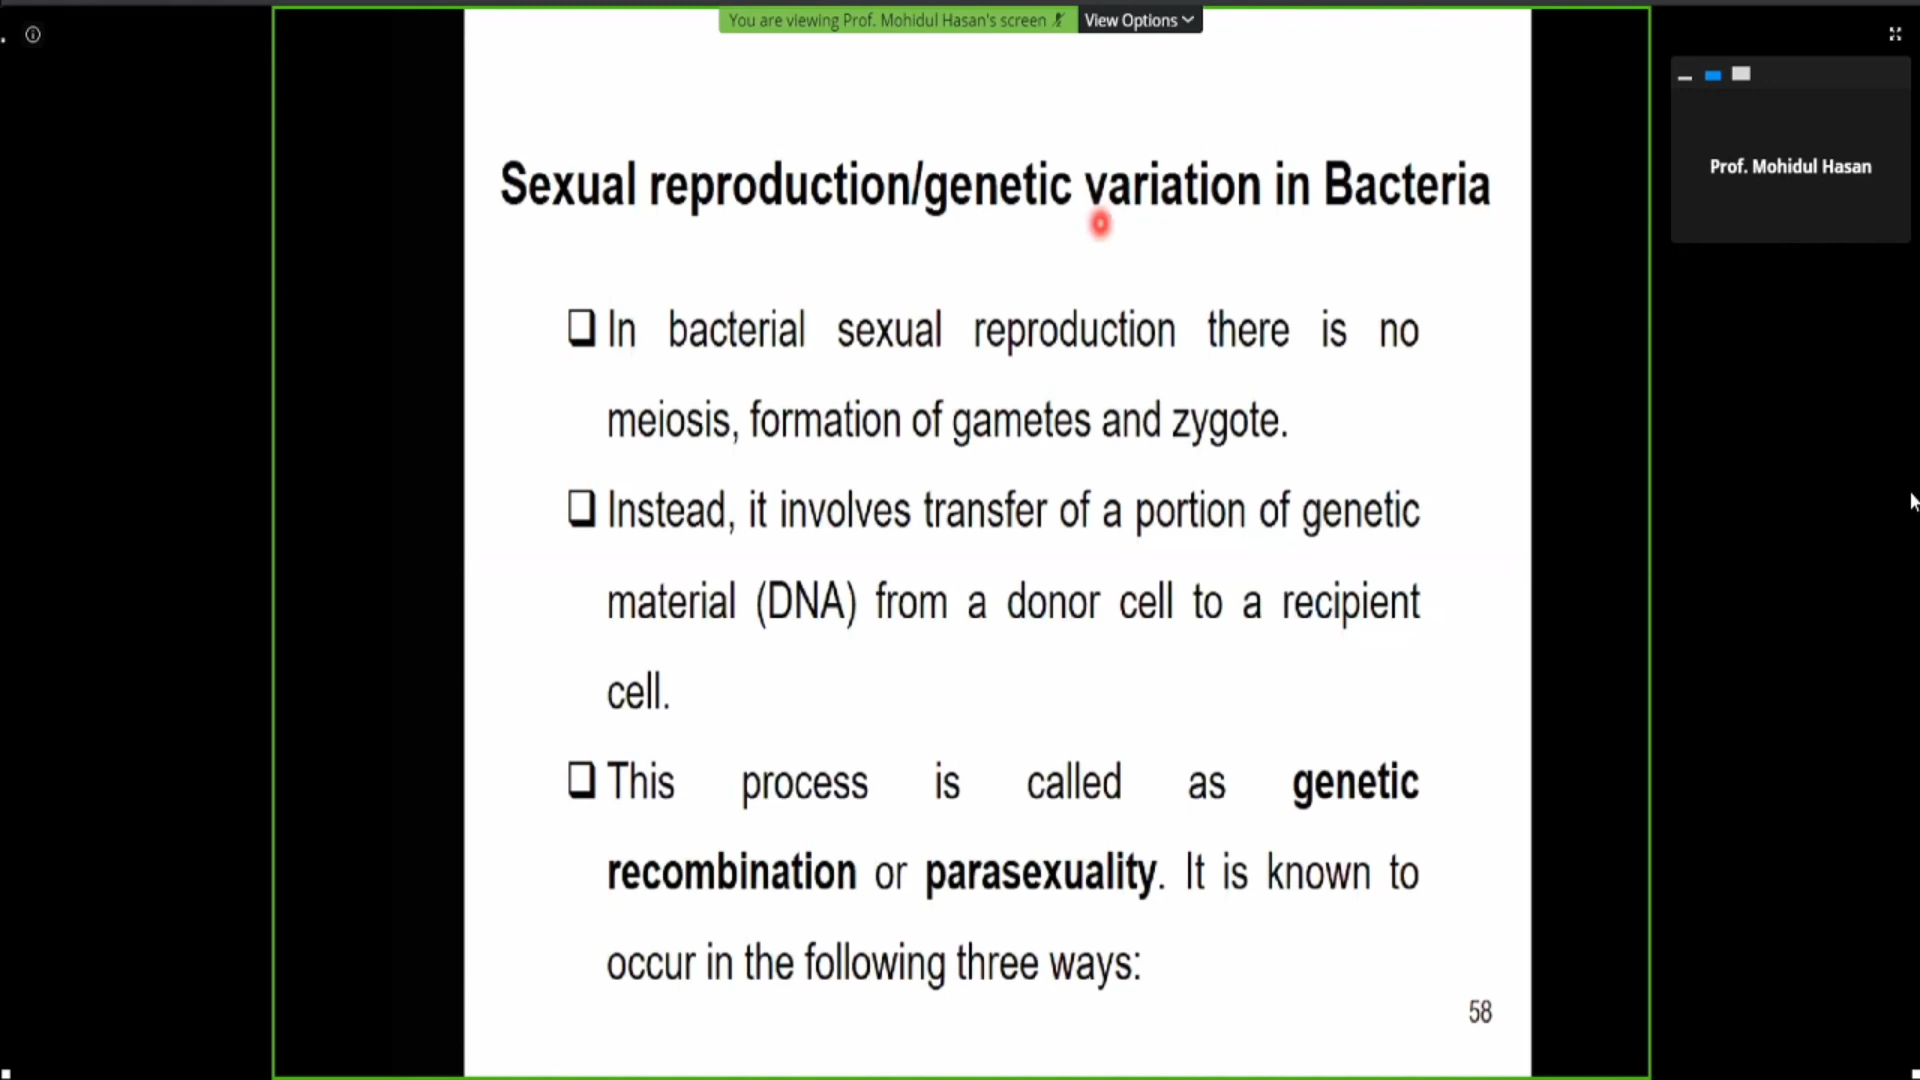 You are viewing Prof. Mohidul Hasan's screen
View Options
Prof. Mohidul Hasan
Sexual reproduction/genetic variation in Bacteria
In bacterial sexual reproduction there is no
meiosis, formation of gametes and zygote.
Instead, it involves transfer of a portion of genetic
material (DNA) from a donor cell to a recipient
cell.
This process is called as genetic
recombination or parasexuality. It is known to
occur in the following three ways:
58